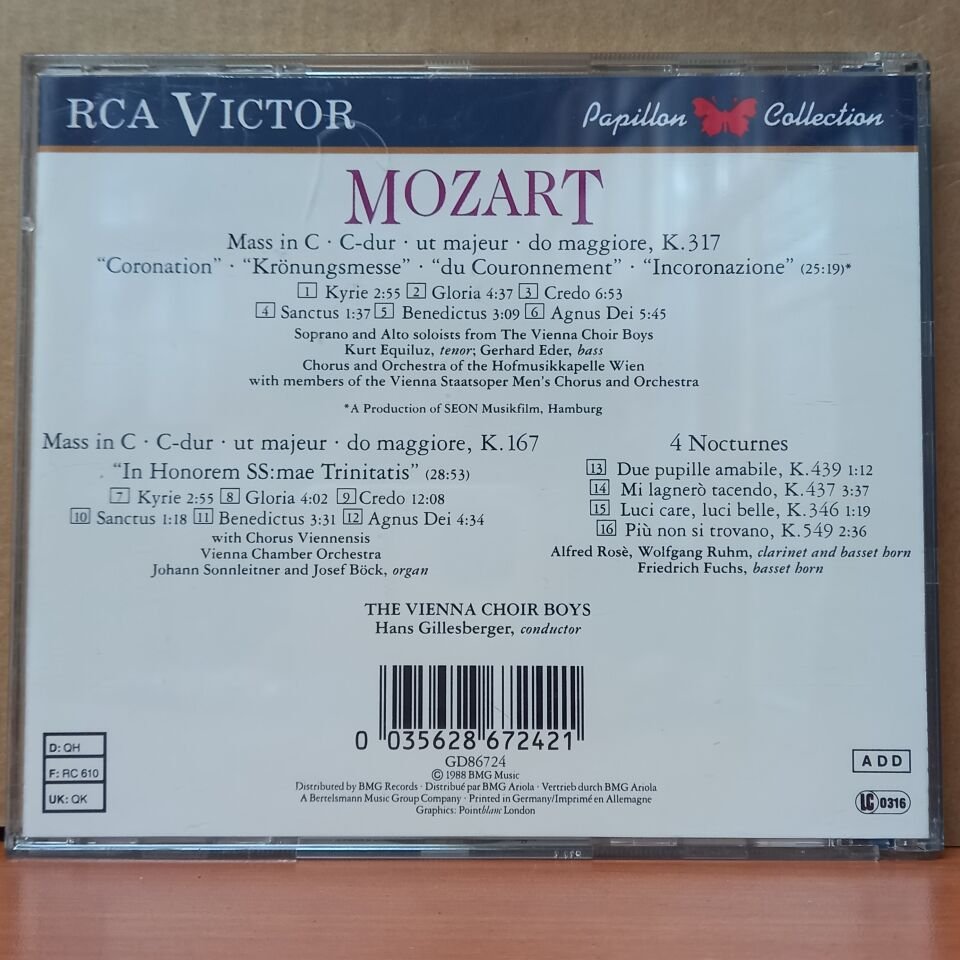 RCA VICTOR
Papillon Collection
MOZART
Mass in C · C-dur · ut majeur · do maggiore, K.317
"Coronation" · "Krönungsmesse" · "du Couronnement" · "Incoronazione" (25:19)*
1 Kyrie 2:55 2 Gloria 4:37 3 Credo 6:53
4 Sanctus 1:37 5 Benedictus 3:09 6 Agnus Dei 5:45
Soprano and Alto soloists from The Vienna Choir Boys
Kurt Equiluz, tenor; Gerhard Eder, bass
Chorus and Orchestra of the Hofmusikkapelle Wien
with members of the Vienna Staatsoper Men's Chorus and Orchestra
*A Production of SEON Musikfilm, Hamburg
Mass in C · C-dur · ut majeur · do maggiore, K.167
"In Honorem SS:mae Trinitatis" (28:53)
7 Kyrie 2:55 8 Gloria 4:02 9 Credo 12:08
10 Sanctus 1:18 11 Benedictus 3:31 12 Agnus Dei 4:34
with Chorus Viennensis
Vienna Chamber Orchestra
Johann Sonnleitner and Josef Böck, organ
4 Nocturnes
13 Due pupille amabile, K.439 1:12
14 Mi lagnerò tacendo, K.437 3:37
15 Luci care, luci belle, K.346 1:19
16 Più non si trovano, K.549 2:36
Alfred Rosè, Wolfgang Ruhm, clarinet and basset horn
Friedrich Fuchs, basset horn
THE VIENNA CHOIR BOYS
Hans Gillesberger, conductor
0 035628 672421
GD86724
© 1988 BMG Music
Distributed by BMG Records · Distribué par BMG Ariola · Vertrieb durch BMG Ariola
A Bertelsmann Music Group Company · Printed in Germany/Imprimé en Allemagne
Graphics: Pointblanc London
D: QH
F: RC 610
UK: QK
ADD
LC 0316